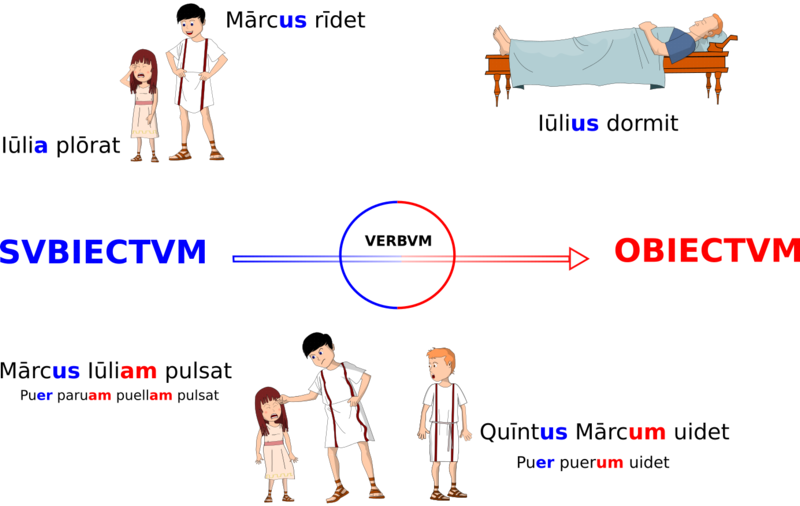 Mārcus rīdet
Iūlia plōrat
Iūlius dormit
SVBIECTVM
VERBVM
OBIECTVM
Mārcus Iūliam pulsat
Puer paruam puellam pulsat
Quīntus Mārcum uidet
Puer puerum uidet